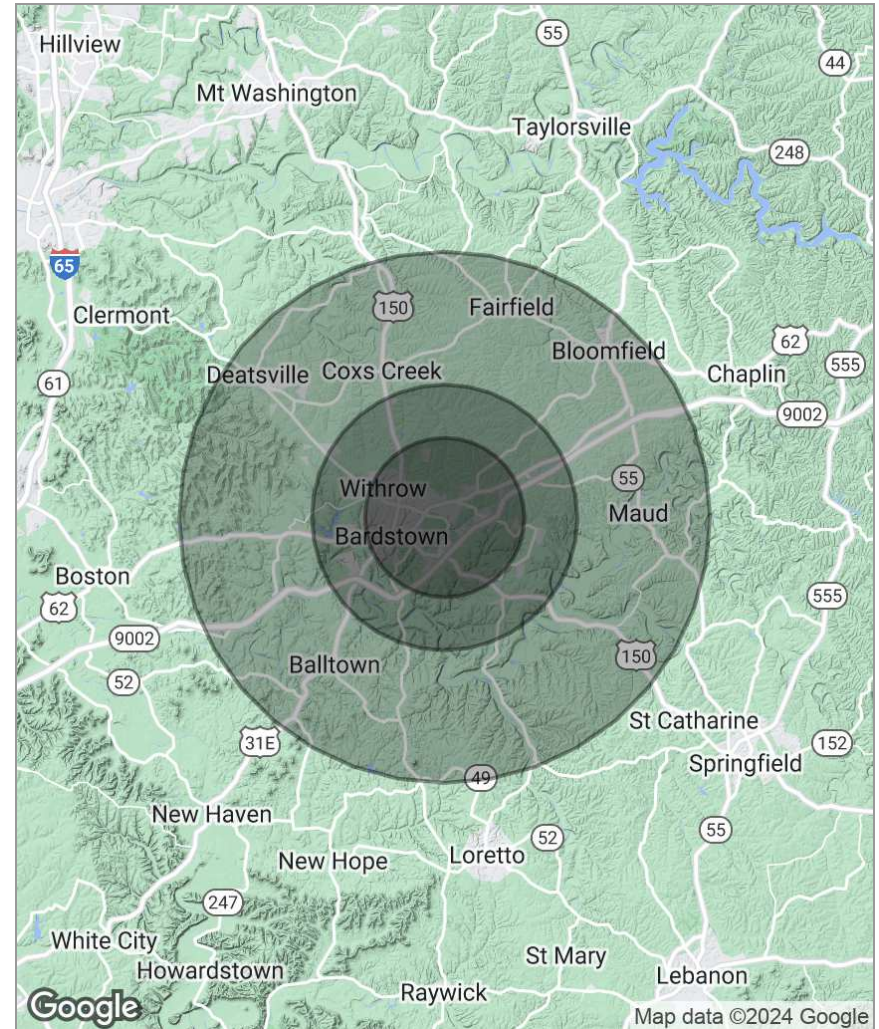 Hillview
55
44
Mt Washington
Taylorsville
248
65
150
Fairfield
Clermont
Bloomfield
62
Deatsville
Coxs Creek
Chaplin
555
61
9002
Withrow
55
Maud
Bardstown
Boston
62
555
9002
150
52
Balltown
St Catharine
31E
152
Springfield
49
New Haven
55
52
New Hope
Loretto
247
White City
St Mary
Howardstown
Lebanon
Raywick
Google
Map data ©2024 Google